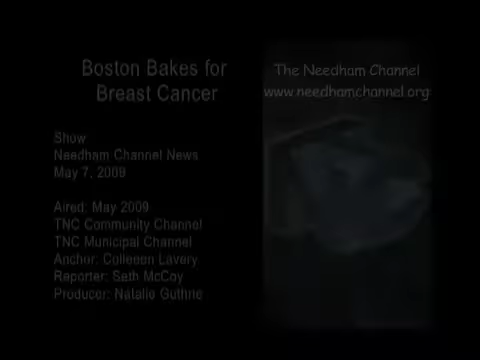 Boston Bakes for
Breast Cancer
The Needham Channel
www.needhamchannel.org
Show
Needham Channel News
May 7, 2009
Aired: May 2009
TNC Community Channel
TNC Municipal Channel
Anchor: Colleen Lavery
Reporter: Seth McCoy
Producer: Natalie Guthrie